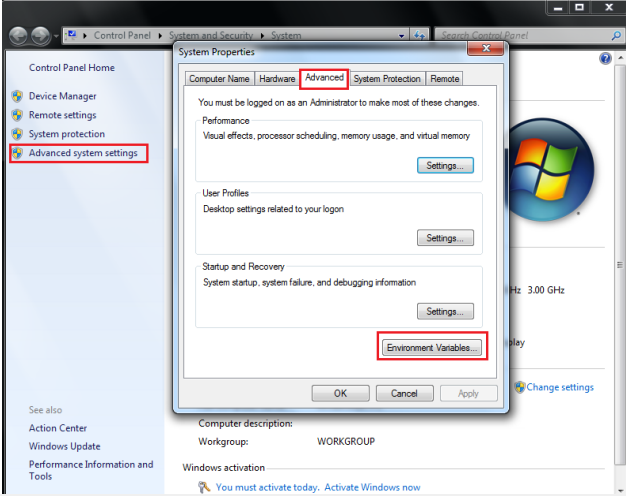 Control Panel ▸ System and Security ▸ System
Search Control Panel
System Properties
Control Panel Home
Device Manager
Remote settings
System protection
Advanced system settings
Computer Name Hardware Advanced System Protection Remote
You must be logged on as an Administrator to make most of these changes.
Performance
Visual effects, processor scheduling, memory usage, and virtual memory
Settings...
User Profiles
Desktop settings related to your logon
Settings...
Startup and Recovery
System startup, system failure, and debugging information
Settings...
Hz 3.00 GHz
Environment Variables...
play
OK Cancel Apply
Change settings
See also
Action Center
Windows Update
Performance Information and
Tools
Computer description:
Workgroup: WORKGROUP
Windows activation
You must activate today. Activate Windows now